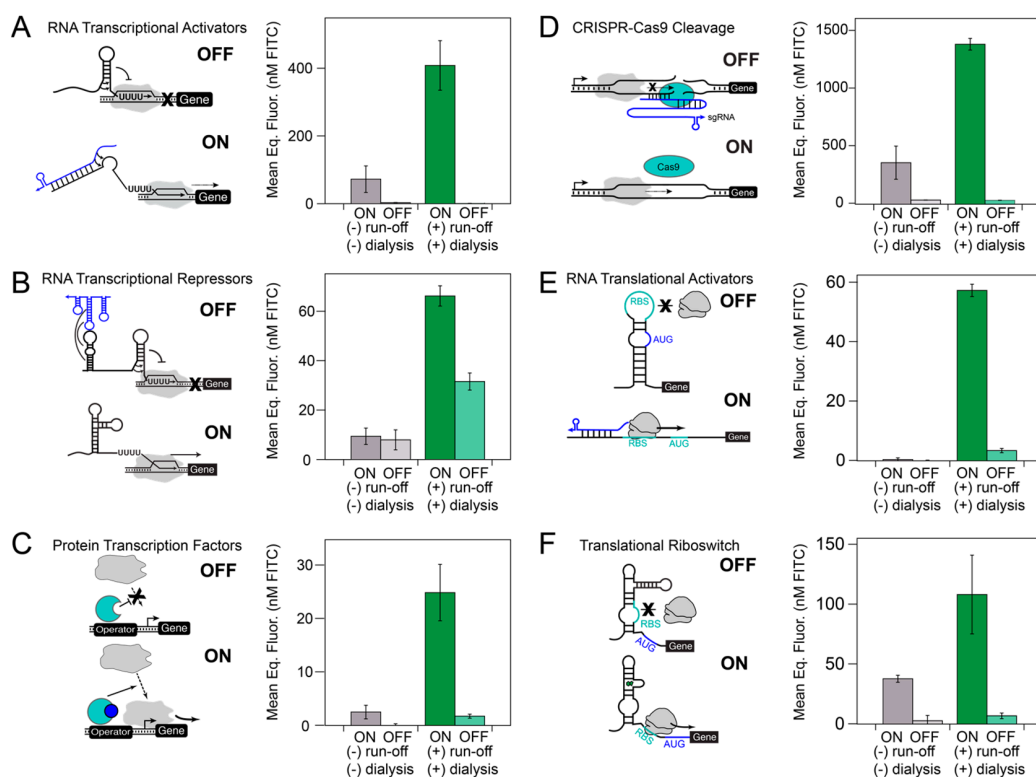 A RNA Transcriptional Activators
OFF
UUUU
Gene
ON
UUUU
Gene
Mean Eq. Fluor. (nM FITC)
400
200
0
ON OFF ON OFF
(-) run-off (+) run-off
(-) dialysis (+) dialysis
D CRISPR-Cas9 Cleavage
OFF
X
Gene
sgRNA
ON
Cas9
Gene
Mean Eq. Fluor. (nM FITC)
1500
1000
500
0
ON OFF ON OFF
(-) run-off (+) run-off
(-) dialysis (+) dialysis
B RNA Transcriptional Repressors
OFF
UUUU
Gene
ON
UUUU
Gene
Mean Eq. Fluor. (nM FITC)
60
40
20
0
ON OFF ON OFF
(-) run-off (+) run-off
(-) dialysis (+) dialysis
E RNA Translational Activators
OFF
RBS
AUG
Gene
ON
RBS AUG Gene
Mean Eq. Fluor. (nM FITC)
60
40
20
0
ON OFF ON OFF
(-) run-off (+) run-off
(-) dialysis (+) dialysis
C Protein Transcription Factors
OFF
Operator Gene
ON
Operator Gene
Mean Eq. Fluor. (nM FITC)
30
20
10
0
ON OFF ON OFF
(-) run-off (+) run-off
(-) dialysis (+) dialysis
F Translational Riboswitch
OFF
RBS
AUG Gene
ON
RBS AUG Gene
Mean Eq. Fluor. (nM FITC)
150
100
50
0
ON OFF ON OFF
(-) run-off (+) run-off
(-) dialysis (+) dialysis